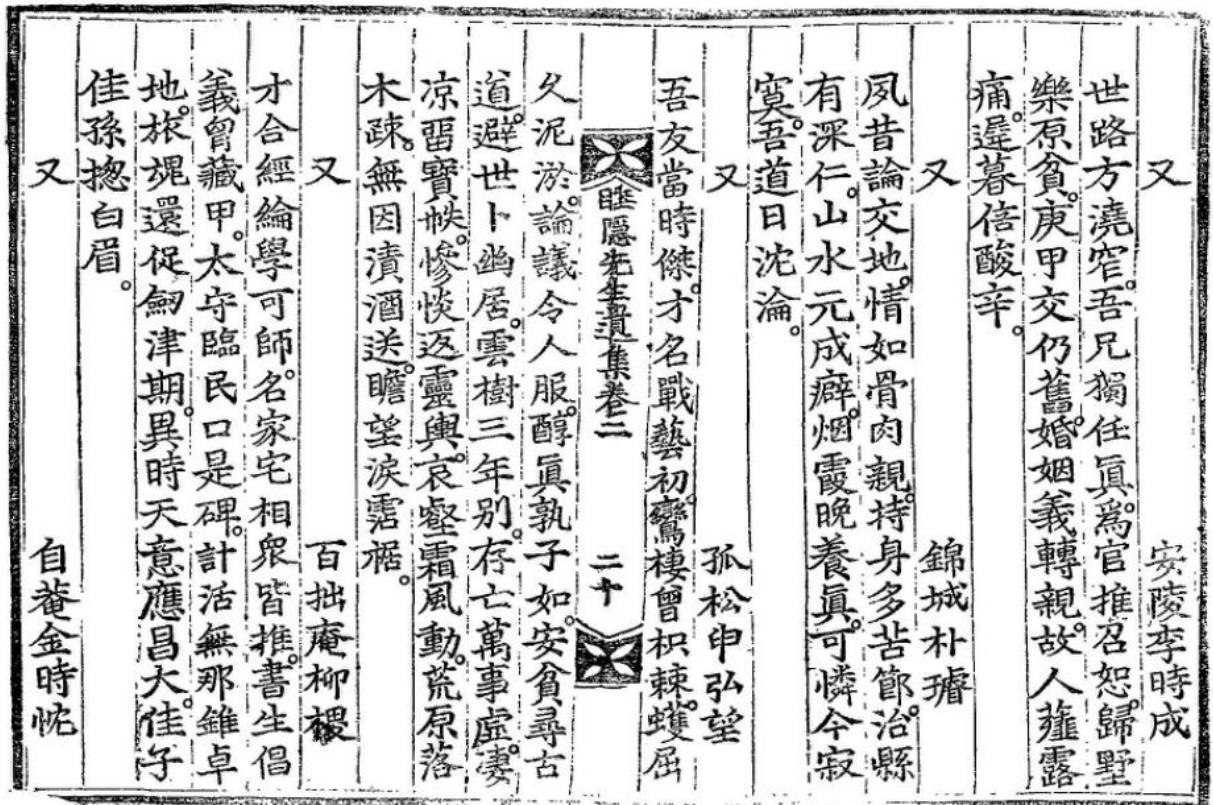 又 安陵李時成
世路方澆窄。吾兄獨任眞。爲官推召恕。歸墅
樂原貧。庚甲交仍舊。婚姻義轉親。故人薤露
痛。遲暮倍酸辛。
又 錦城朴㻐
夙昔論交地。情如骨肉親。持身多苦節。治縣
有深仁。山水元成癖。烟霞晩養眞。可憐今寂
寞。吾道日沈淪。
又 孤松申弘望
吾友當時傑。才名戰藝初。鸞棲曾枳棘。蠖屈
睡隱先生遺集卷二 二十
久泥淤。論議令人服。醇眞孰子如。安貧尋古
道。避世卜幽居。雲樹三年別。存亡萬事虛。凄
凉留寶帙。慘惔返靈輿。哀壑霜風動。荒原落
木疎。無因漬酒送。瞻望淚霑裾。
又 百拙庵柳㮋
才合經綸學可師。名家宅相衆皆推。書生倡
義胷藏甲。太守臨民口是碑。計活無那錐卓
地。旅魂還促劒津期。異時天意應昌大。佳子
佳孫摠白眉。
又 自菴金時忱